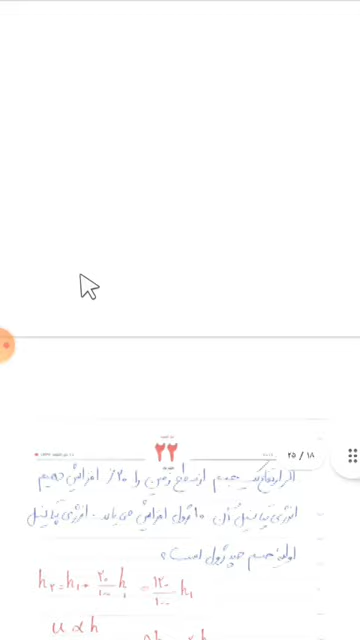 ۲۲
۱۸ / ۲۵
اگر ارتفاع یک جسم از سطح زمین را ۲۰٪ افزایش دهیم
انرژی پتانسیل آن ۱۰ ژول افزایش می یابد. انرژی پتانسیل
اولیه جسم چند ژول است؟
h₂ = h₁ + ۲۰/۱۰۰ h₁ = ۱۲۰/۱۰۰ h₁
u ∝ h